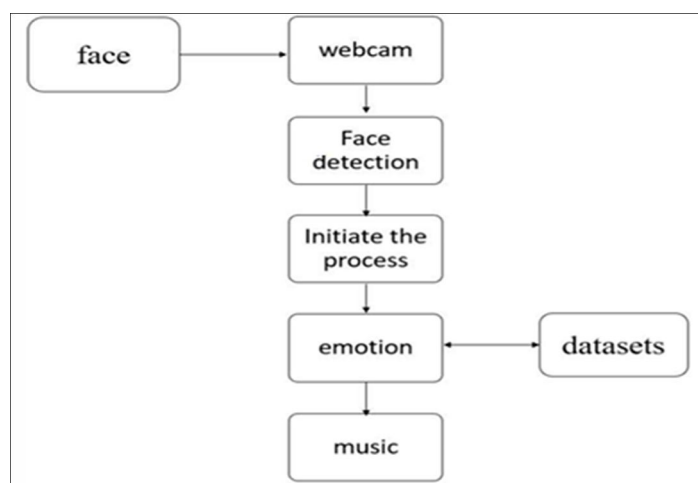 face
webcam
Face
detection
Initiate the
process
emotion
datasets
music